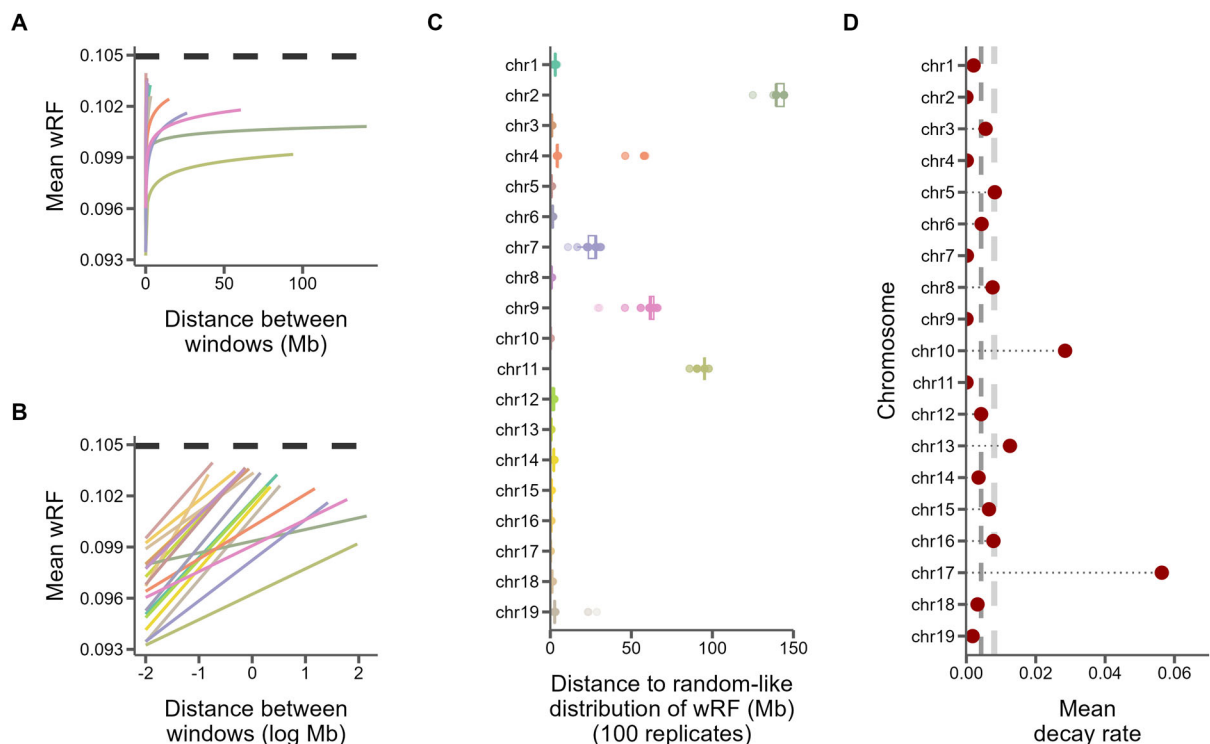 A
0.105
0.102
0.099
0.096
0.093
Mean wRF
0
50
100
Distance between
windows (Mb)
B
0.105
0.102
0.099
0.096
0.093
Mean wRF
-2
-1
0
1
2
Distance between
windows (log Mb)
C
chr1
chr2
chr3
chr4
chr5
chr6
chr7
chr8
chr9
chr10
chr11
chr12
chr13
chr14
chr15
chr16
chr17
chr18
chr19
0
50
100
150
Distance to random-like
distribution of wRF (Mb)
(100 replicates)
D
Chromosome
chr1
chr2
chr3
chr4
chr5
chr6
chr7
chr8
chr9
chr10
chr11
chr12
chr13
chr14
chr15
chr16
chr17
chr18
chr19
0.00
0.02
0.04
0.06
Mean
decay rate